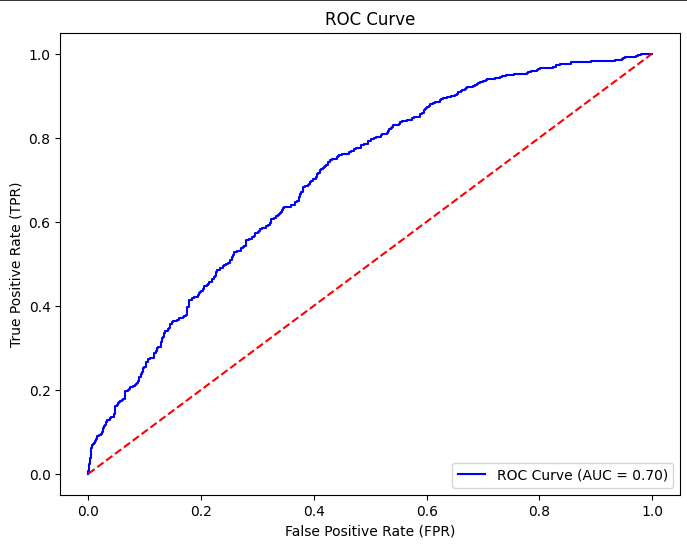 ROC Curve
True Positive Rate (TPR)
1.0
0.8
0.6
0.4
0.2
0.0
ROC Curve (AUC = 0.70)
0.0 0.2 0.4 0.6 0.8 1.0
False Positive Rate (FPR)